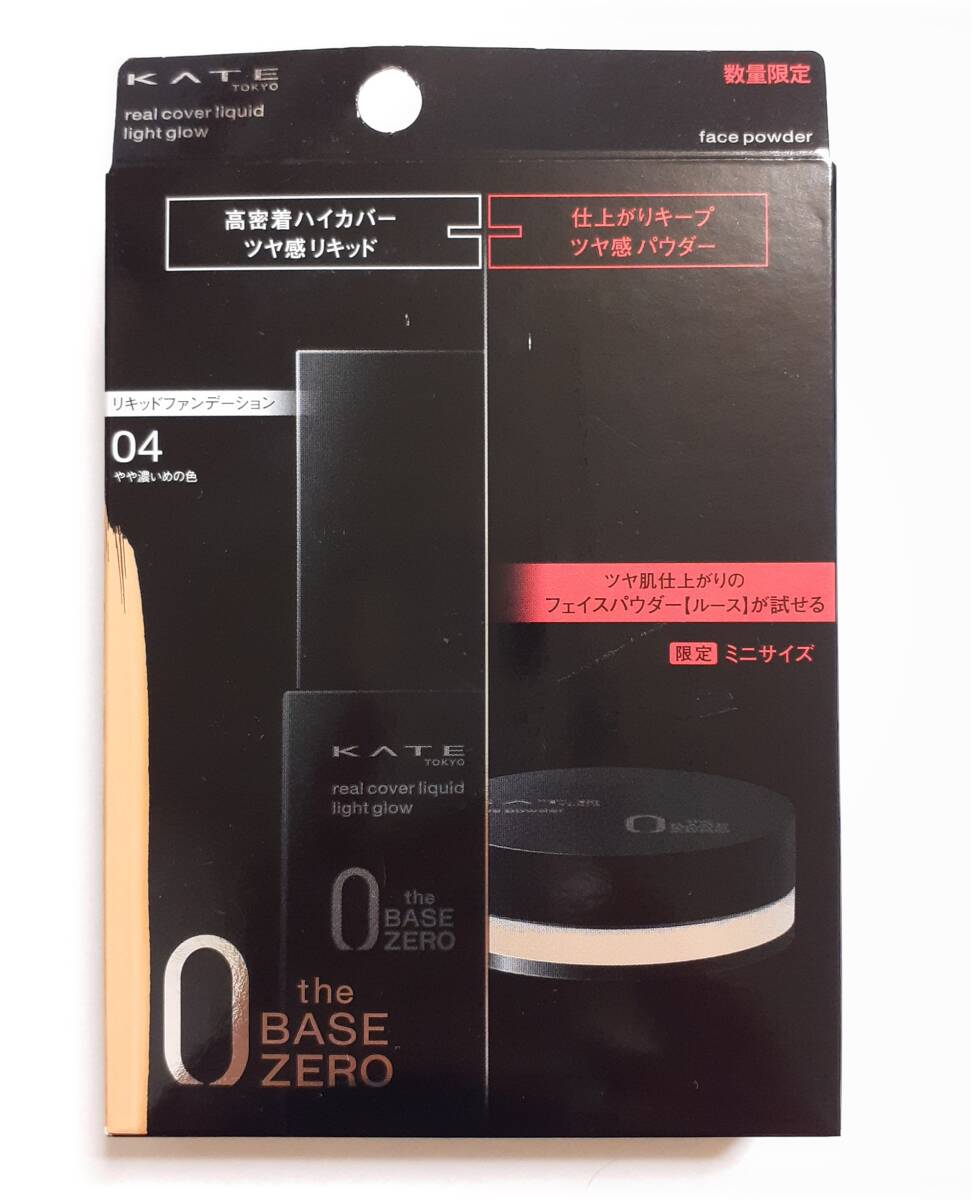 KATE
TOKYO
real cover liquid
light glow
数量限定
face powder
高密着ハイカバー
ツヤ感リキッド
仕上がりキープ
ツヤ感 パウダー
リキッドファンデーション
04
やや濃いめの色
ツヤ肌仕上がりの
フェイスパウダー【ルース】が試せる
限定 ミニサイズ
KATE
TOKYO
real cover liquid
light glow
0 the
BASE
ZERO
0 the
BASE
ZERO